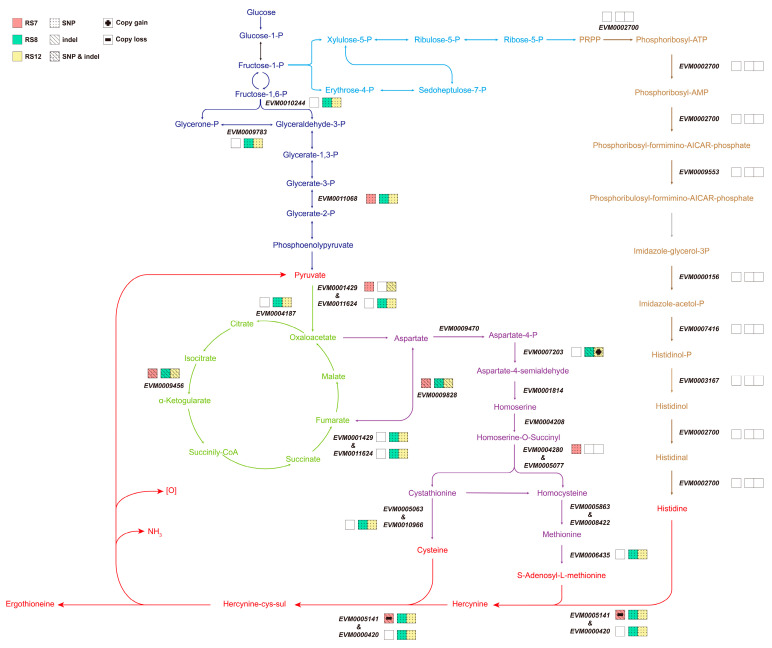 RS7
SNP
Copy gain
RS8
indel
Copy loss
RS12
SNP & indel
Glucose
Glucose-1-P
Fructose-1-P
Fructose-1,6-P
EVM0010244
Glycerone-P
EVM0009783
Glyceraldehyde-3-P
Glycerate-1,3-P
Glycerate-3-P
EVM0011068
Glycerate-2-P
Phosphoenolpyruvate
Pyruvate
Xylulose-5-P
Ribulose-5-P
Ribose-5-P
PRPP
EVM0002700
Phosphoribosyl-ATP
Erythrose-4-P
Sedoheptulose-7-P
EVM0002700
Phosphoribosyl-AMP
EVM0002700
Phosphoribosyl-formimino-AICAR-phosphate
EVM0009553
Phosphoribulosyl-formimino-AICAR-phosphate
Imidazole-glycerol-3P
EVM0000156
Imidazole-acetol-P
EVM0007416
Histidinol-P
EVM0003167
Histidinol
EVM0002700
Histidinal
EVM0002700
Histidine
EVM0001429
&
EVM0011624
EVM0004187
Citrate
Oxaloacetate
Isocitrate
EVM0009456
α-Ketogularate
Succinily-CoA
Succinate
Fumarate
Malate
EVM0001429
&
EVM0011624
Aspartate
EVM0009828
EVM0009470
Aspartate-4-P
EVM0007203
Aspartate-4-semialdehyde
EVM0001814
Homoserine
EVM0004208
Homoserine-O-Succinyl
EVM0004280
&
EVM0005077
Cystathionine
Homocysteine
EVM0005063
&
EVM0010966
EVM0005863
&
EVM0008422
Cysteine
Methionine
EVM0006435
S-Adenosyl-L-methionine
[O]
NH3
Ergothioneine
Hercynine-cys-sul
Hercynine
EVM0005141
&
EVM0000420
EVM0005141
&
EVM0000420